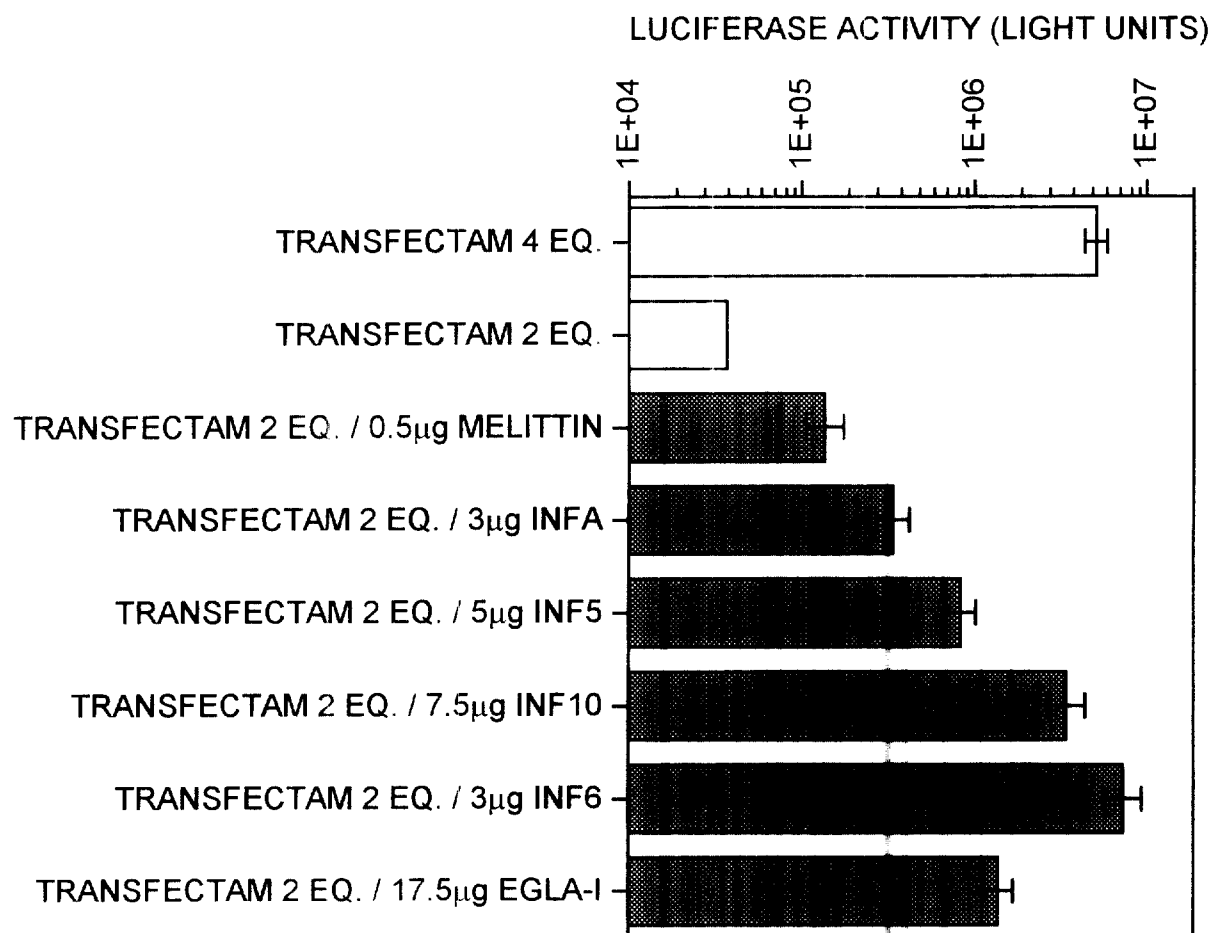 LUCIFERASE ACTIVITY (LIGHT UNITS)
1E+04
1E+05
1E+06
1E+07
TRANSFECTAM 4 EQ.
TRANSFECTAM 2 EQ.
TRANSFECTAM 2 EQ. / 0.5μg MELITTIN
TRANSFECTAM 2 EQ. / 3μg INFA
TRANSFECTAM 2 EQ. / 5μg INF5
TRANSFECTAM 2 EQ. / 7.5μg INF10
TRANSFECTAM 2 EQ. / 3μg INF6
TRANSFECTAM 2 EQ. / 17.5μg EGLA-I